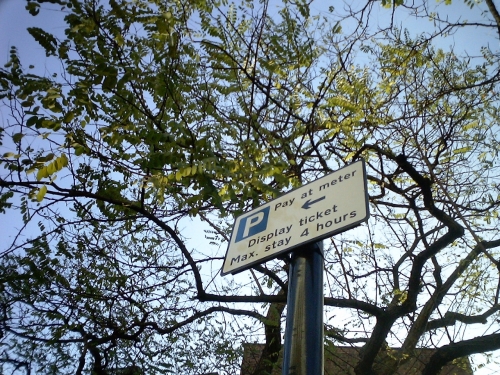 P Pay at meter
←
Display ticket
Max. stay 4 hours